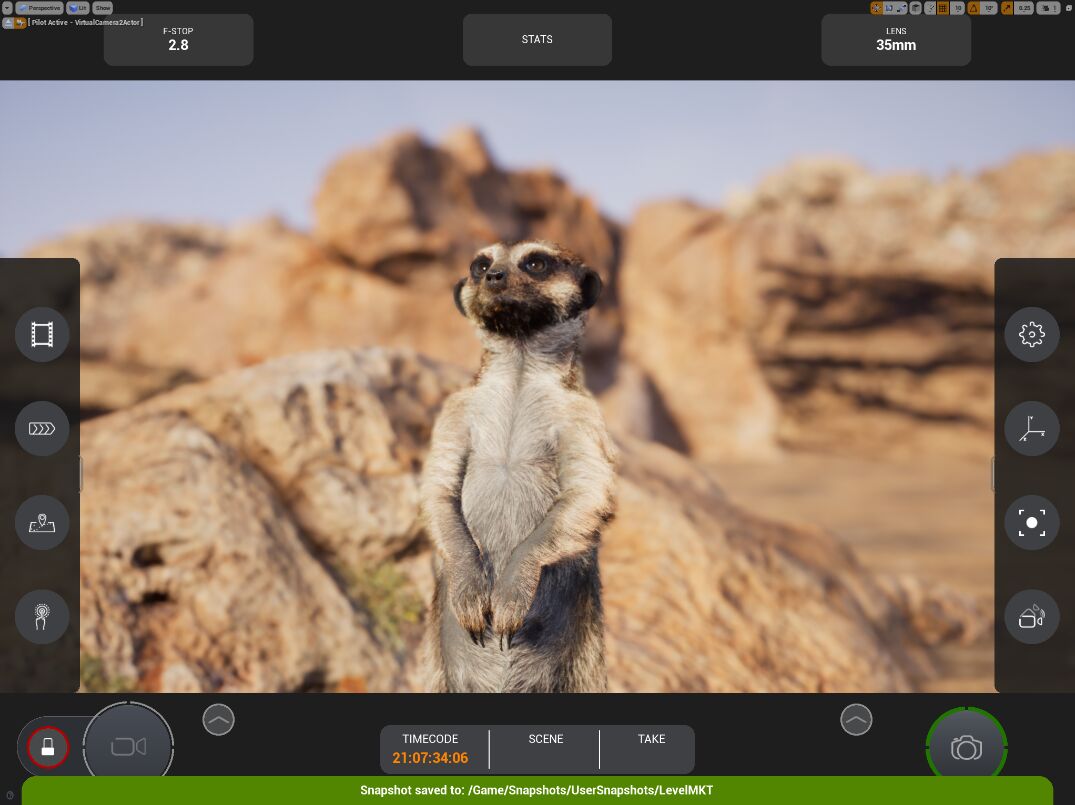 Perspective Lit Show 10 10° 0.25 1
[ Pilot Active - VirtualCamera2Actor ]
F-STOP
2.8
STATS
LENS
35mm
TIMECODE
21:07:34:06
SCENE
TAKE
Snapshot saved to: /Game/Snapshots/UserSnapshots/LevelMKT